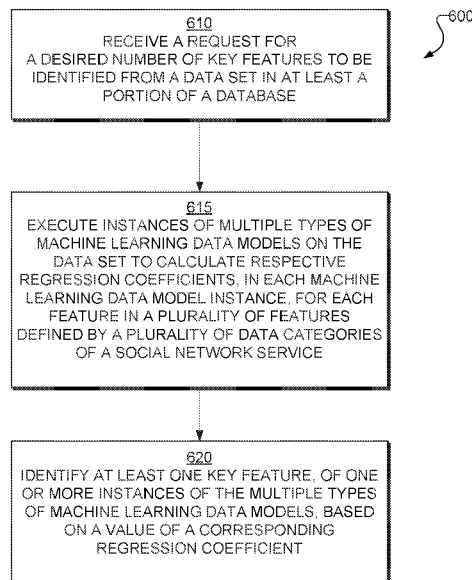 600
610
RECEIVE A REQUEST FOR
A DESIRED NUMBER OF KEY FEATURES TO BE
IDENTIFIED FROM A DATA SET IN AT LEAST A
PORTION OF A DATABASE
615
EXECUTE INSTANCES OF MULTIPLE TYPES OF
MACHINE LEARNING DATA MODELS ON THE
DATA SET TO CALCULATE RESPECTIVE
REGRESSION COEFFICIENTS, IN EACH MACHINE
LEARNING DATA MODEL INSTANCE, FOR EACH
FEATURE IN A PLURALITY OF FEATURES
DEFINED BY A PLURALITY OF DATA CATEGORIES
OF A SOCIAL NETWORK SERVICE
620
IDENTIFY AT LEAST ONE KEY FEATURE, OF ONE
OR MORE INSTANCES OF THE MULTIPLE TYPES
OF MACHINE LEARNING DATA MODELS, BASED
ON A VALUE OF A CORRESPONDING
REGRESSION COEFFICIENT